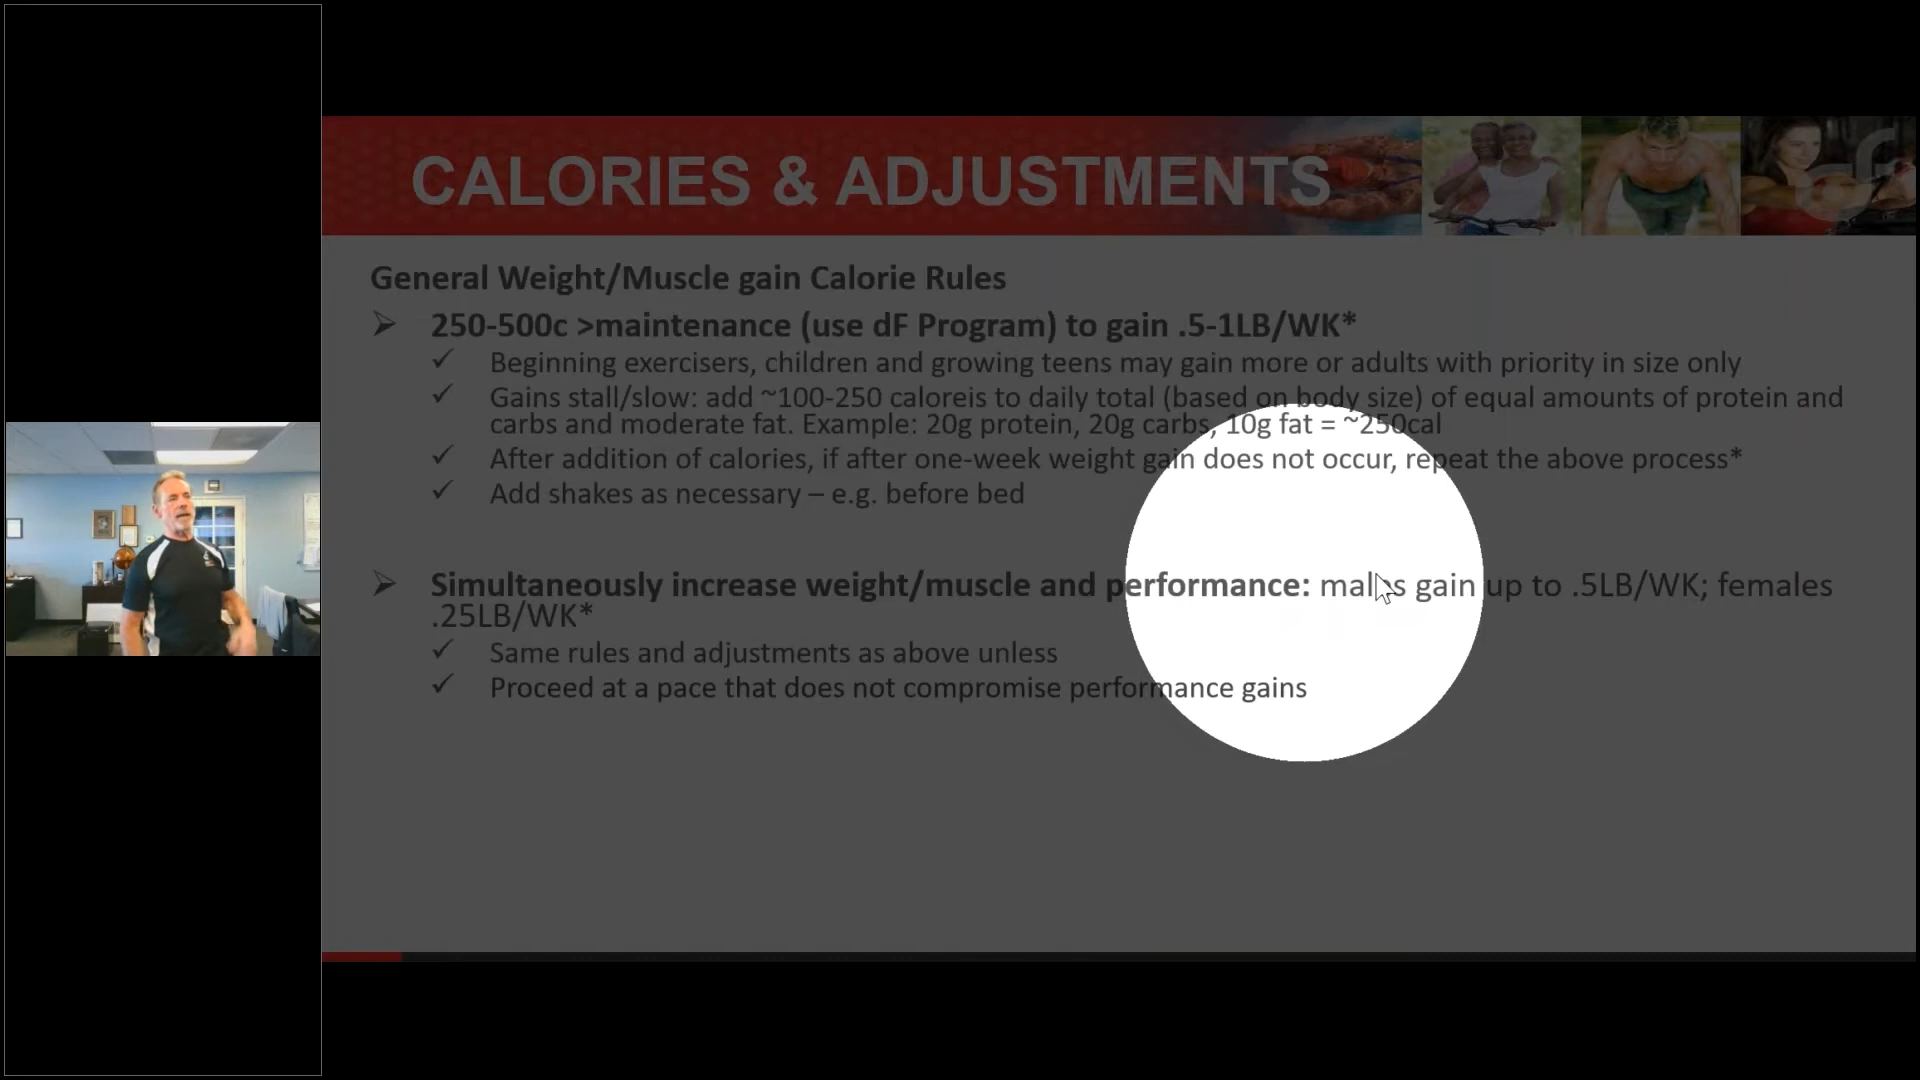 CALORIES & ADJUSTMENTS
General Weight/Muscle gain Calorie Rules
➢ 250-500c >maintenance (use dF Program) to gain .5-1LB/WK*
✓ Beginning exercisers, children and growing teens may gain more or adults with priority in size only
✓ Gains stall/slow: add ~100-250 caloreis to daily total (based on body size) of equal amounts of protein and
carbs and moderate fat. Example: 20g protein, 20g carbs, 10g fat = ~250cal
✓ After addition of calories, if after one-week weight gain does not occur, repeat the above process*
✓ Add shakes as necessary – e.g. before bed
➢ Simultaneously increase weight/muscle and performance: males gain up to .5LB/WK; females
.25LB/WK*
✓ Same rules and adjustments as above unless
✓ Proceed at a pace that does not compromise performance gains